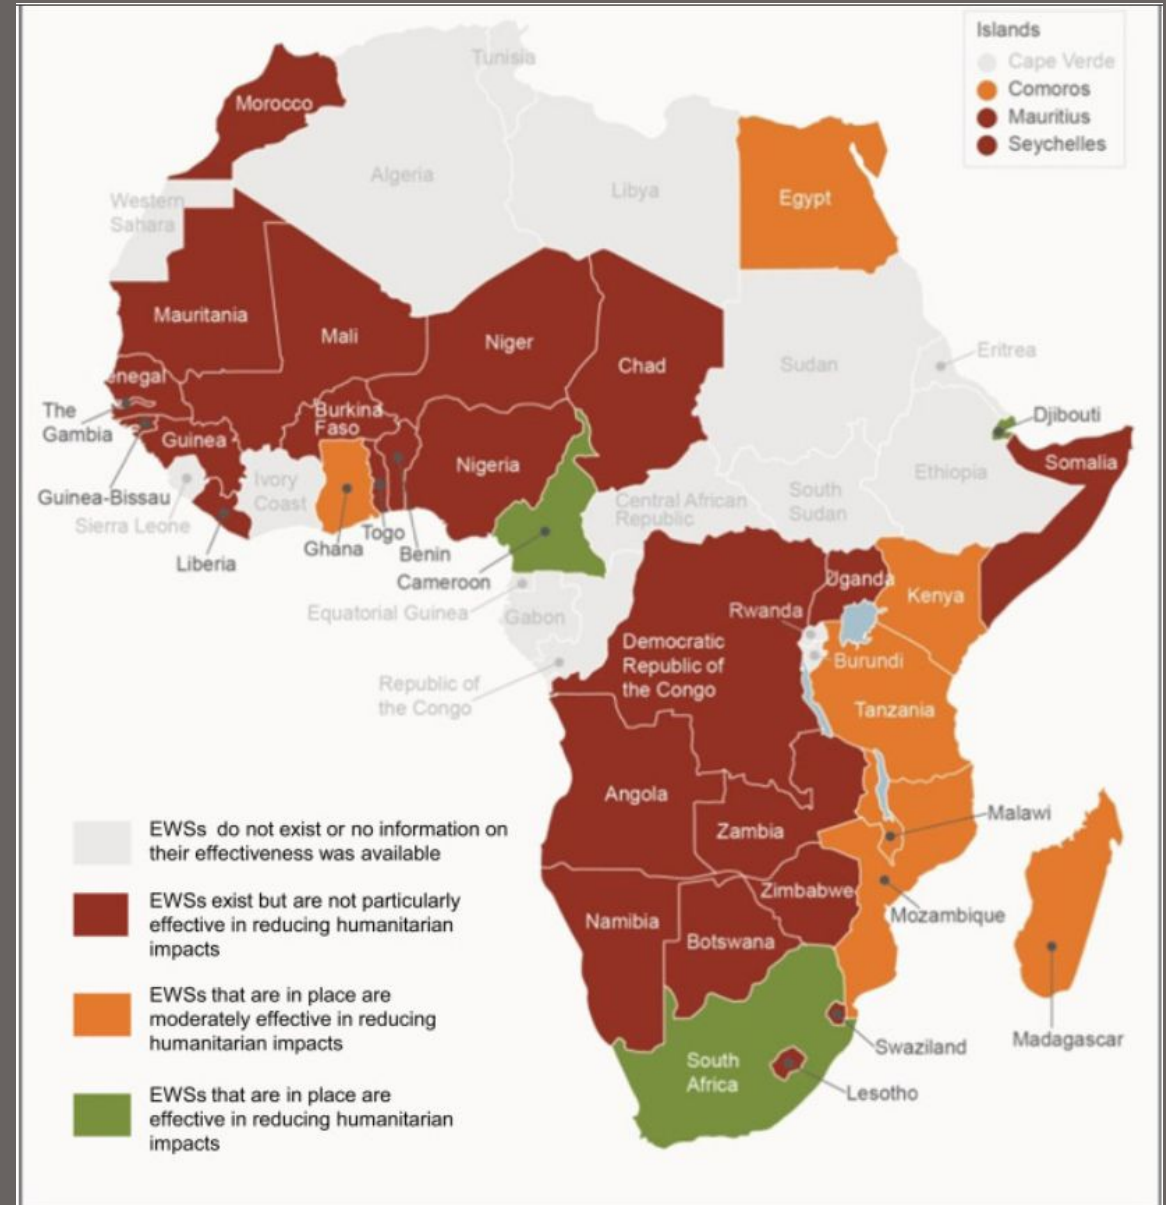 Islands
Cape Verde
Comoros
Mauritius
Seychelles
Tunisia
Morocco
Algeria
Libya
Egypt
Western
Sahara
Mauritania
Mali
Niger
Chad
Sudan
Eritrea
enegal
The
Gambia
Burkina
Faso
Djibouti
Guinea
Nigeria
Somalia
Ivory
Coast
Ethiopia
Guinea-Bissau
Central African
Republic
South
Sudan
Sierra Leone
Togo
Ghana
Benin
Liberia
Cameroon
Uganda
Kenya
Equatorial Guinea
Gabon
Rwanda
Democratic
Republic of
the Congo
Burundi
Republic of
the Congo
Tanzania
Angola
Zambia
Malawi
EWSs do not exist or no information on
their effectiveness was available
EWSs exist but are not particularly
effective in reducing humanitarian
impacts
Zimbabwe
Namibia
Mozambique
Botswana
EWSs that are in place are
moderately effective in reducing
humanitarian impacts
Madagascar
Swaziland
South
Africa
Lesotho
EWSs that are in place are
effective in reducing humanitarian
impacts